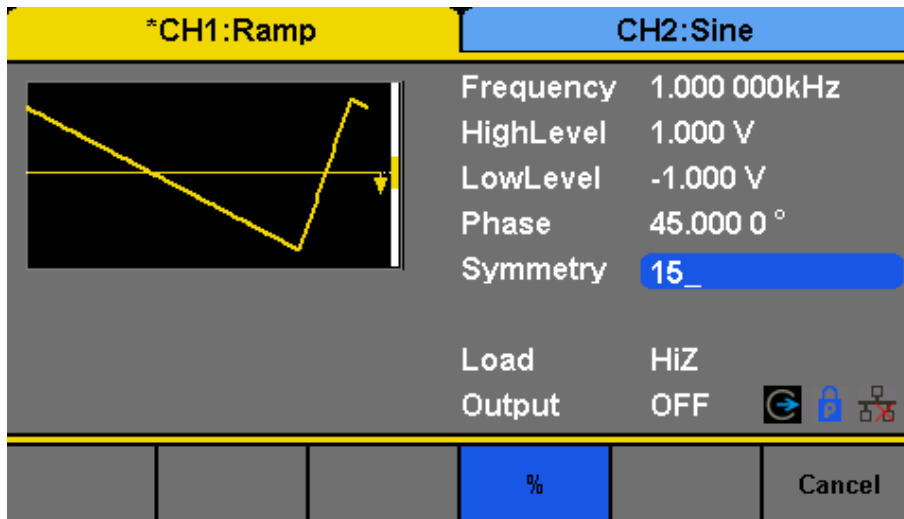 *CH1:Ramp
CH2:Sine
Frequency 1.000 000kHz
HighLevel 1.000 V
LowLevel -1.000 V
Phase 45.000 0 °
Symmetry 15_
Load HiZ
Output OFF
P
% Cancel